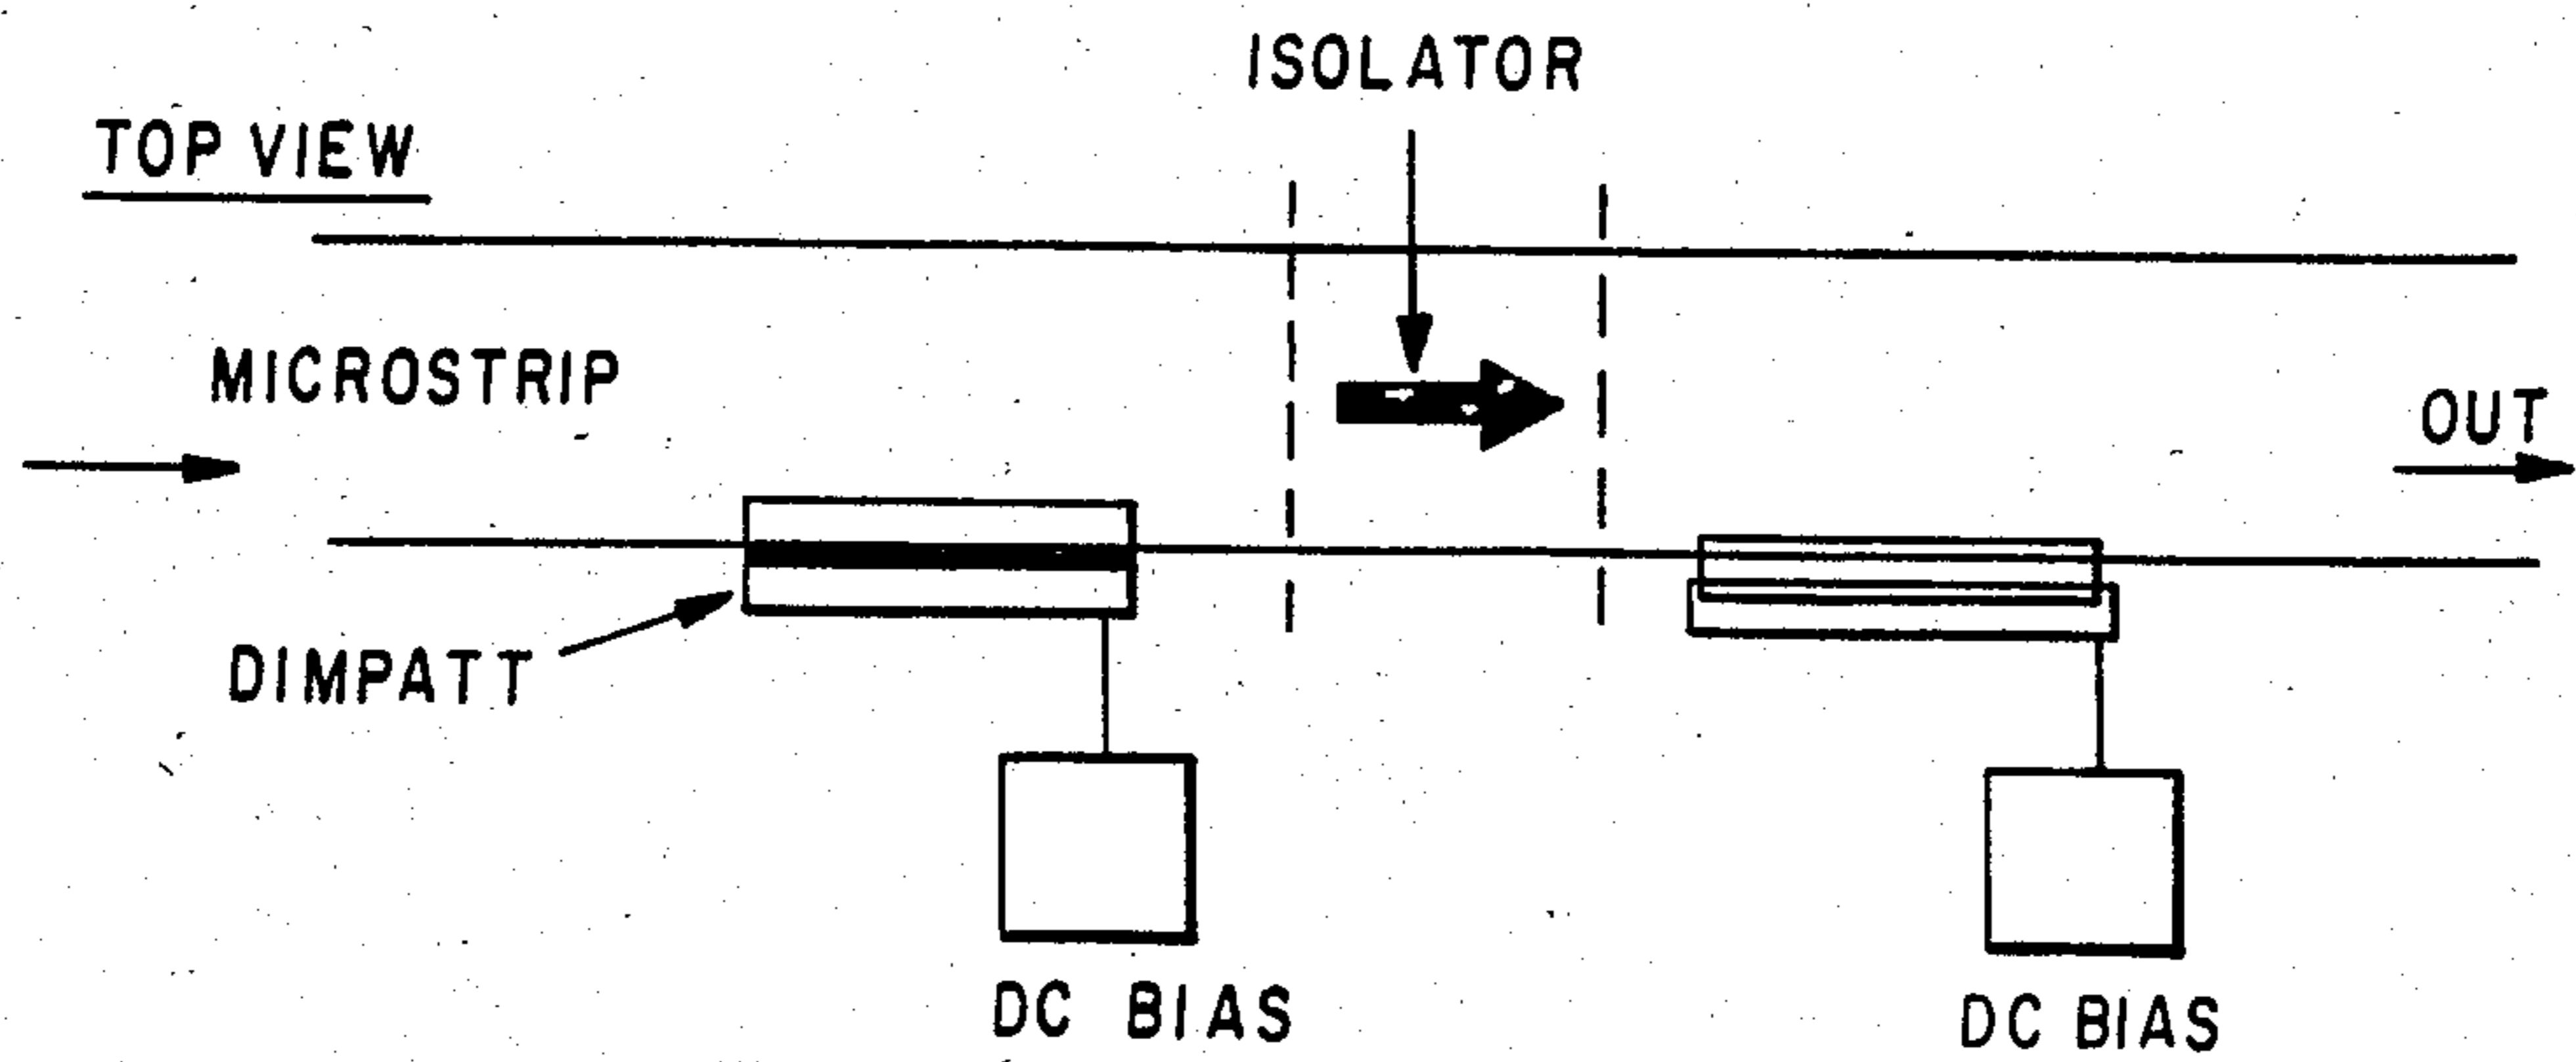 ISOLATOR
TOP VIEW
MICROSTRIP
OUT
DIMPATT
DC BIAS
DC BIAS